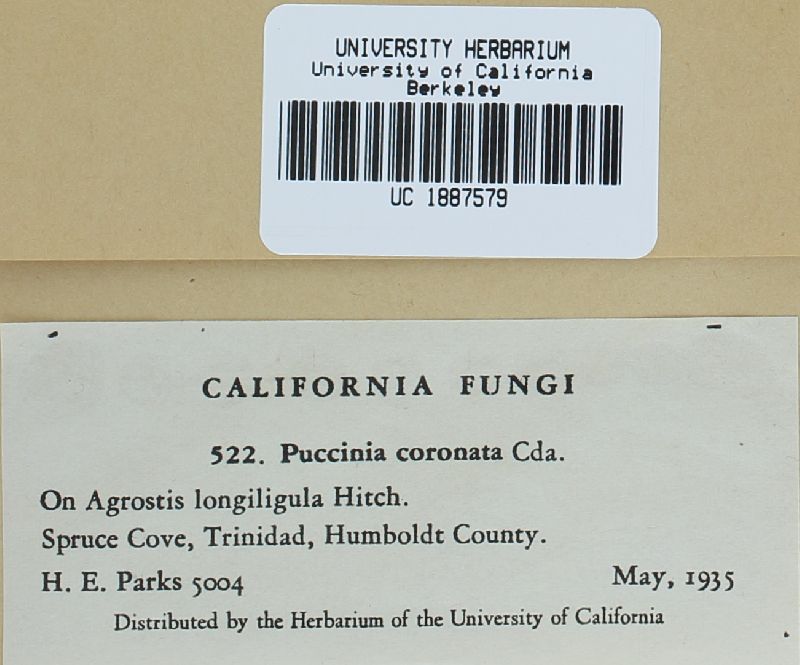 UNIVERSITY HERBARIUM
University of California
Berkeley
UC 1887579
CALIFORNIA FUNGI
522. Puccinia coronata Cda.
On Agrostis longiligula Hitch.
Spruce Cove, Trinidad, Humboldt County.
H. E. Parks 5004 May, 1935
Distributed by the Herbarium of the University of California